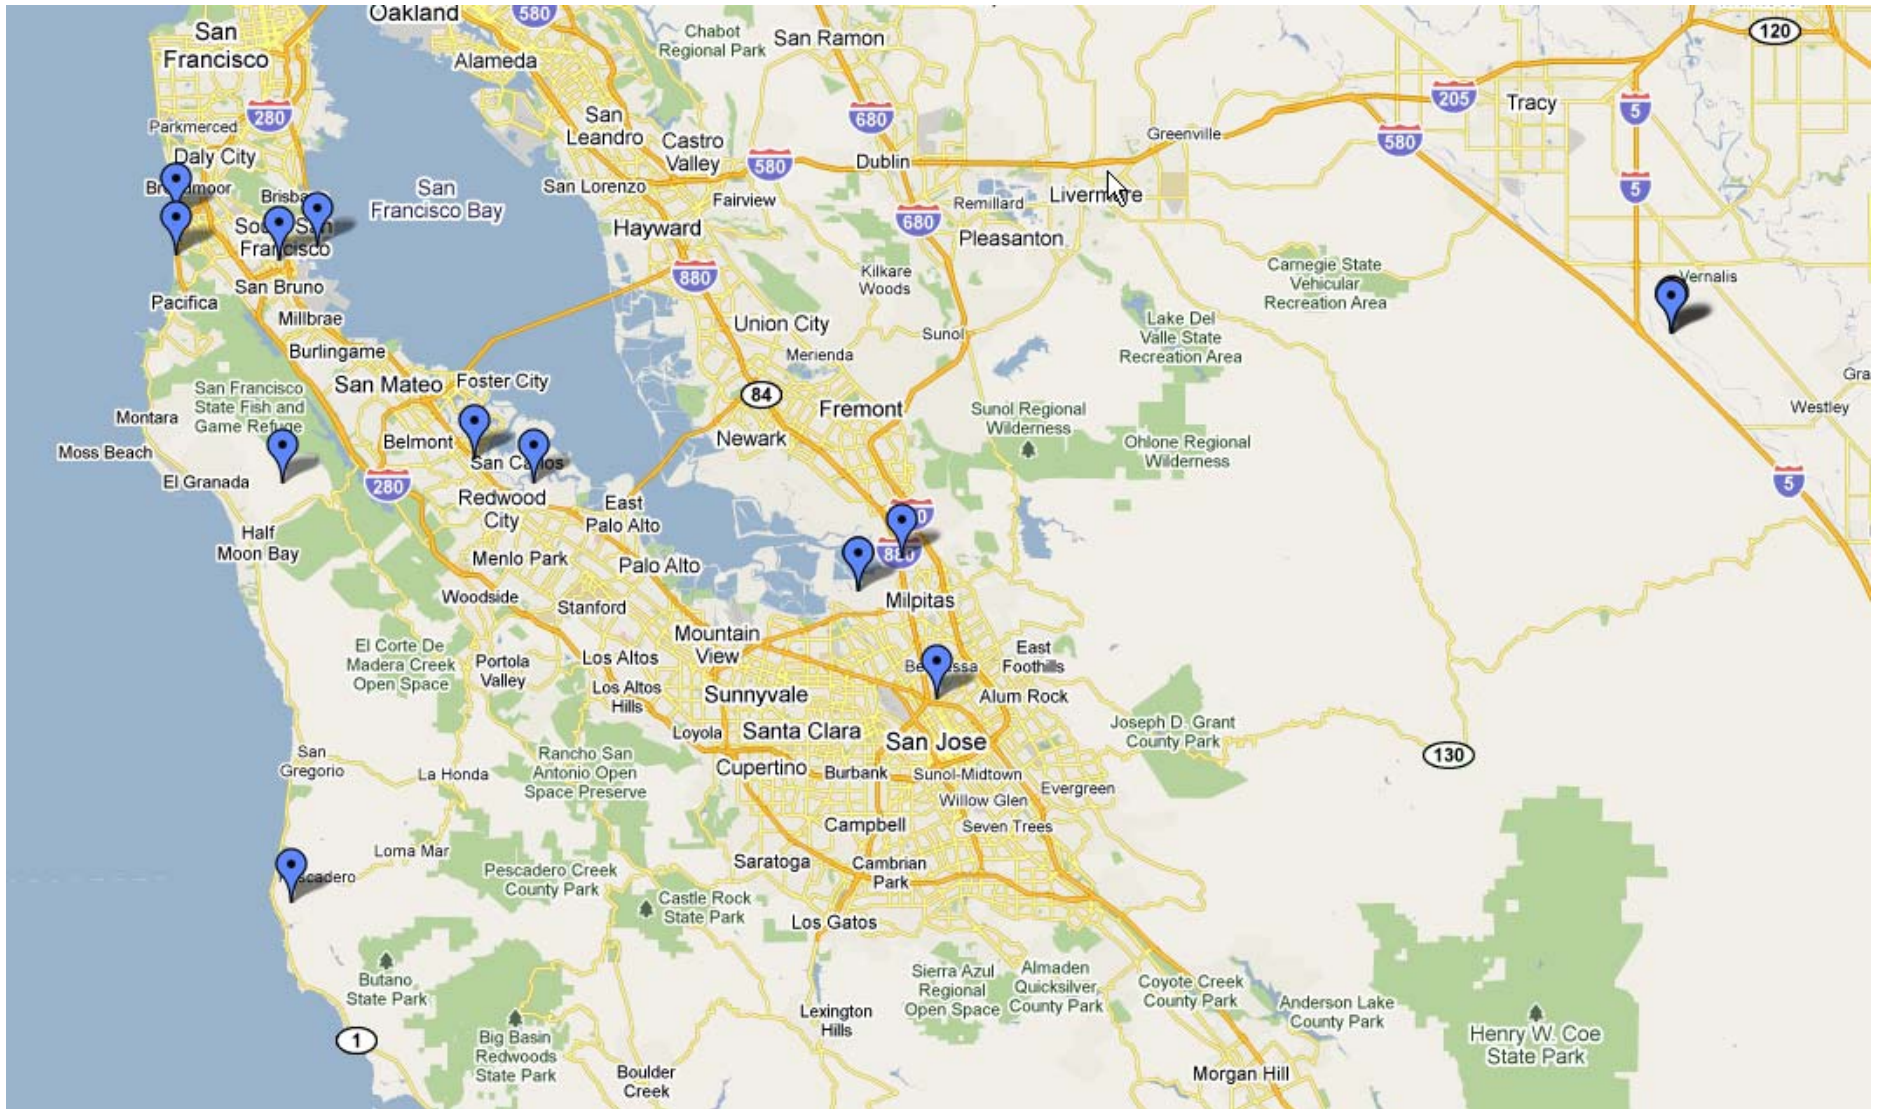 Oakland
580
San
Francisco
Alameda
Chabot
Regional Park
San Ramon
120
280
Parkmerced
San
Leandro
Castro
Valley
680
205
Tracy
5
Greenville
580
580
Dublin
Daly City
San Lorenzo
Fairview
San
Francisco Bay
Remillard
680
Pleasanton
5
Hayward
Francisco
San Bruno
880
Kilkare
Woods
Carnegie State
Vehicular
Recreation Area
Vernalis
Pacifica
Millbrae
Union City
Sunol
Lake Del
Valle State
Recreation Area
Burlingame
Merienda
San Mateo
Foster City
84
San Francisco
State Fish and
Game Refuge
Fremont
Sunol Regional
Wilderness
Westley
Montara
Moss Beach
Belmont
Newark
Ohlone Regional
Wilderness
El Granada
280
5
Redwood
City
East
Palo Alto
Half
Moon Bay
Menlo Park
Palo Alto
880
Woodside
Stanford
Milpitas
Mountain
View
El Corte De
Madera Creek
Open Space
Portola
Valley
Los Altos
East
Foothills
Los Altos
Hills
Sunnyvale
Alum Rock
Loyola
Santa Clara
San Jose
Joseph D. Grant
County Park
130
San
Gregorio
La Honda
Rancho San
Antonio Open
Space Preserve
Cupertino
Burbank
Sunol-Midtown
Evergreen
Willow Glen
Campbell
Seven Trees
Loma Mar
Pescadero Creek
County Park
Saratoga
Cambrian
Park
Castle Rock
State Park
Los Gatos
Butano
State Park
Sierra Azul
Regional
Open Space
Almaden
Quicksilver
County Park
Coyote Creek
County Park
Anderson Lake
County Park
Lexington
Hills
Henry W. Coe
State Park
1
Big Basin
Redwoods
State Park
Boulder
Creek
Morgan Hill